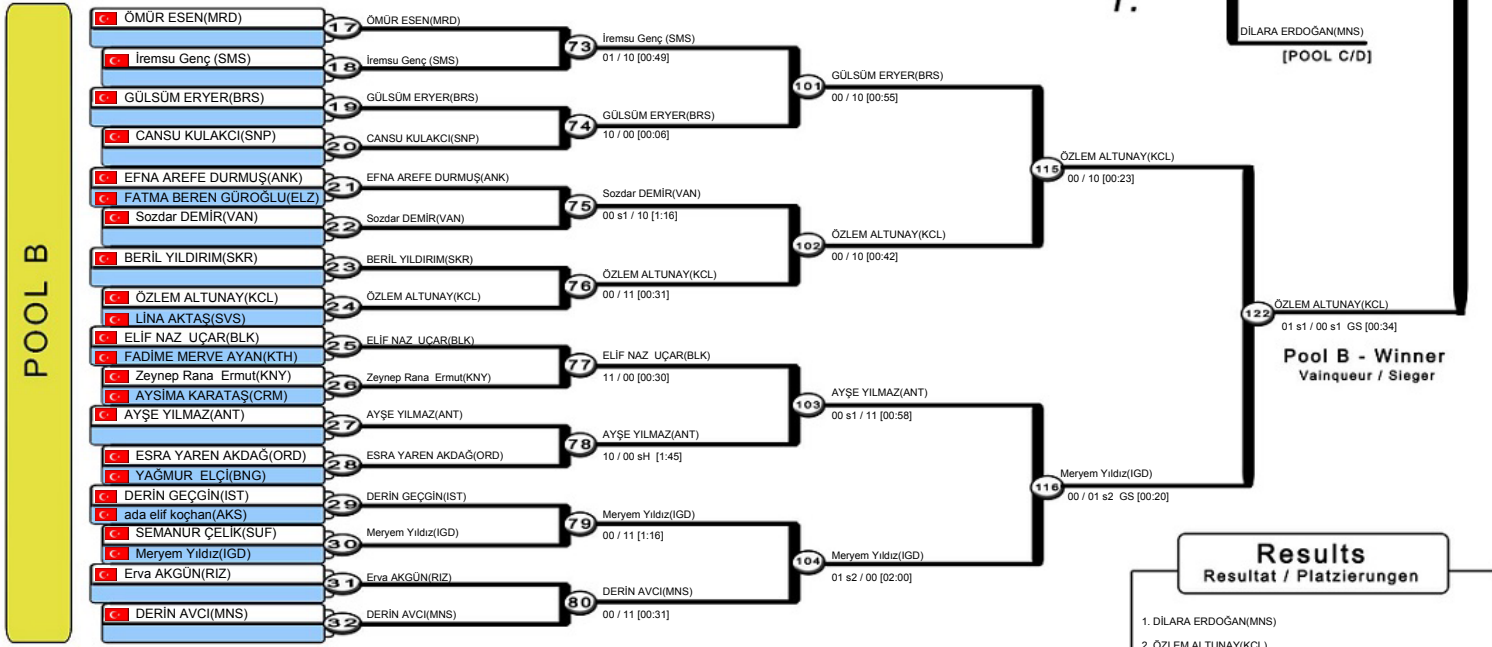 POOL B
ÖMÜR ESEN(MRD)
İremsu Genç (SMS)
GÜLSÜM ERYER(BRS)
CANSU KULAKCI(SNP)
EFNA AREFE DURMUŞ(ANK)
FATMA BEREN GÜROĞLU(ELZ)
Sozdar DEMİR(VAN)
BERİL YILDIRIM(SKR)
ÖZLEM ALTUNAY(KCL)
LİNA AKTAŞ(SVS)
ELİF NAZ UÇAR(BLK)
FADİME MERVE AYAN(KTH)
Zeynep Rana Ermut(KNY)
AYSİMA KARATAŞ(CRM)
AYŞE YILMAZ(ANT)
ESRA YAREN AKDAĞ(ORD)
YAĞMUR ELÇİ(BNG)
DERİN GEÇGİN(IST)
ada elif koçhan(AKS)
SEMANUR ÇELİK(SUF)
Meryem Yıldız(IGD)
Erva AKGÜN(RIZ)
DERİN AVCI(MNS)
17 ÖMÜR ESEN(MRD)
18 İremsu Genç (SMS)
19 GÜLSÜM ERYER(BRS)
20 CANSU KULAKCI(SNP)
21 EFNA AREFE DURMUŞ(ANK)
22 Sozdar DEMİR(VAN)
23 BERİL YILDIRIM(SKR)
24 ÖZLEM ALTUNAY(KCL)
25 ELİF NAZ UÇAR(BLK)
26 Zeynep Rana Ermut(KNY)
27 AYŞE YILMAZ(ANT)
28 ESRA YAREN AKDAĞ(ORD)
29 DERİN GEÇGİN(IST)
30 Meryem Yıldız(IGD)
31 Erva AKGÜN(RIZ)
32 DERİN AVCI(MNS)
73 İremsu Genç (SMS)
01 / 10 [00:49]
74 GÜLSÜM ERYER(BRS)
10 / 00 [00:06]
75 Sozdar DEMİR(VAN)
00 s1 / 10 [1:16]
76 ÖZLEM ALTUNAY(KCL)
00 / 11 [00:31]
77 ELİF NAZ UÇAR(BLK)
11 / 00 [00:30]
78 AYŞE YILMAZ(ANT)
10 / 00 sH [1:45]
79 Meryem Yıldız(IGD)
00 / 11 [1:16]
80 DERİN AVCI(MNS)
00 / 11 [00:31]
101 GÜLSÜM ERYER(BRS)
00 / 10 [00:55]
102 ÖZLEM ALTUNAY(KCL)
00 / 10 [00:42]
103 AYŞE YILMAZ(ANT)
00 s1 / 11 [00:58]
104 Meryem Yıldız(IGD)
01 s2 / 00 [02:00]
115 ÖZLEM ALTUNAY(KCL)
00 / 10 [00:23]
116 Meryem Yıldız(IGD)
00 / 01 s2 GS [00:20]
122 ÖZLEM ALTUNAY(KCL)
01 s1 / 00 s1 GS [00:34]
Pool B - Winner
Vainqueur / Sieger
DİLARA ERDOĞAN(MNS)
[POOL C/D]
Results
Resultat / Platzierungen
1. DİLARA ERDOĞAN(MNS)
2. ÖZLEM ALTUNAY(KCL)